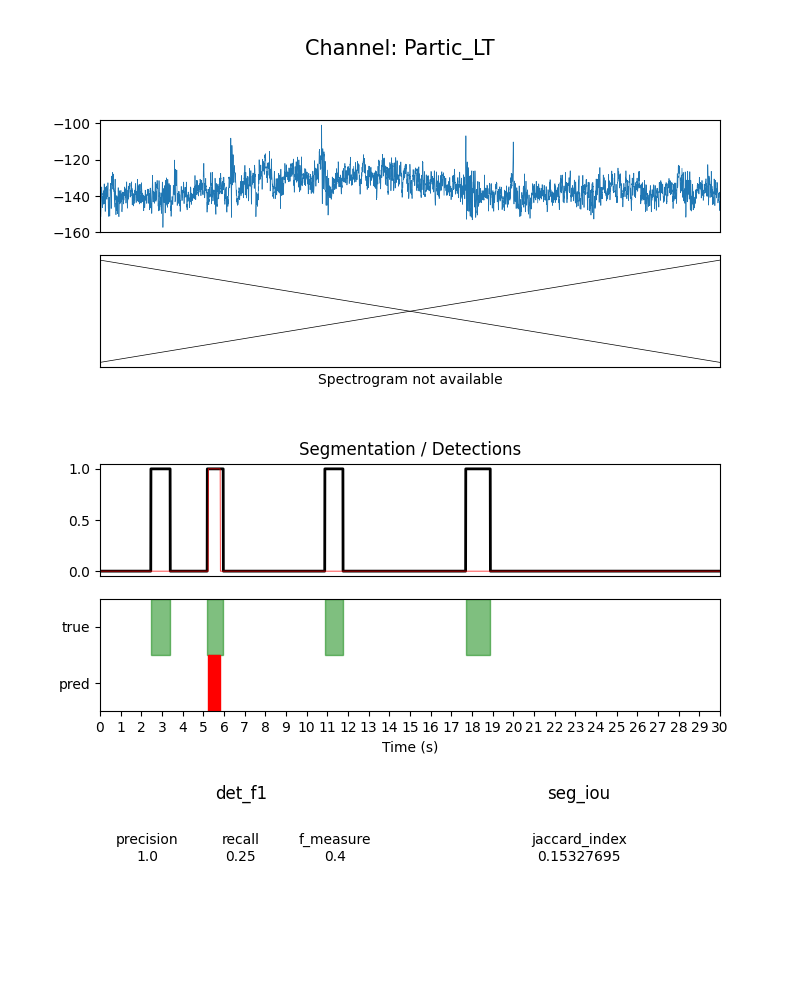 Channel: Partic_LT
−100
−120
−140
−160
Spectrogram not available
Segmentation / Detections
1.0
0.5
0.0
true
pred
0 1 2 3 4 5 6 7 8 9 10 11 12 13 14 15 16 17 18 19 20 21 22 23 24 25 26 27 28 29 30
Time (s)
det_f1 seg_iou
precision recall f_measure jaccard_index
1.0 0.25 0.4 0.15327695